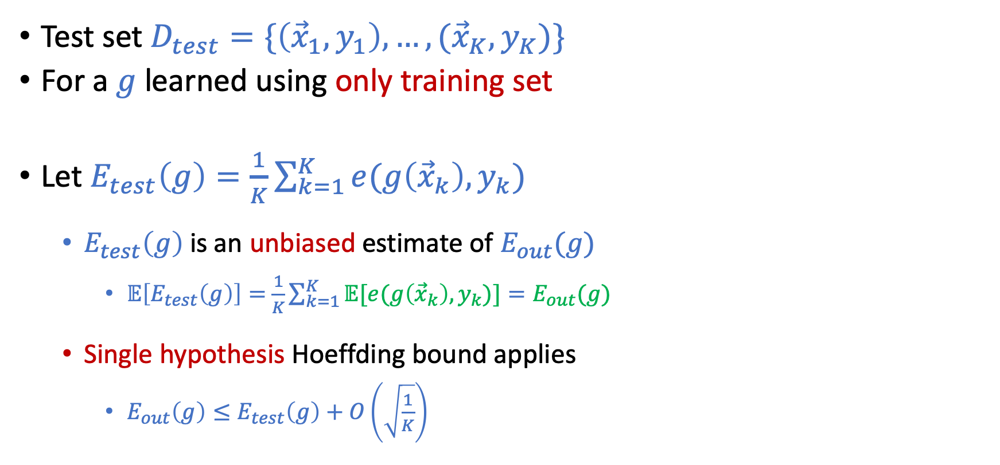 • Test set $D_{test} = \{(\vec{x}_1, y_1), \ldots, (\vec{x}_K, y_K)\}$
• For a $g$ learned using only training set
• Let $E_{test}(g) = \frac{1}{K} \sum_{k=1}^{K} e(g(\vec{x}_k), y_k)$
• $E_{test}(g)$ is an unbiased estimate of $E_{out}(g)$
• $\mathbb{E}[E_{test}(g)] = \frac{1}{K} \sum_{k=1}^{K} \mathbb{E}[e(g(\vec{x}_k), y_k)] = E_{out}(g)$
• Single hypothesis Hoeffding bound applies
• $E_{out}(g) \leq E_{test}(g) + O\left(\sqrt{\frac{1}{K}}\right)$